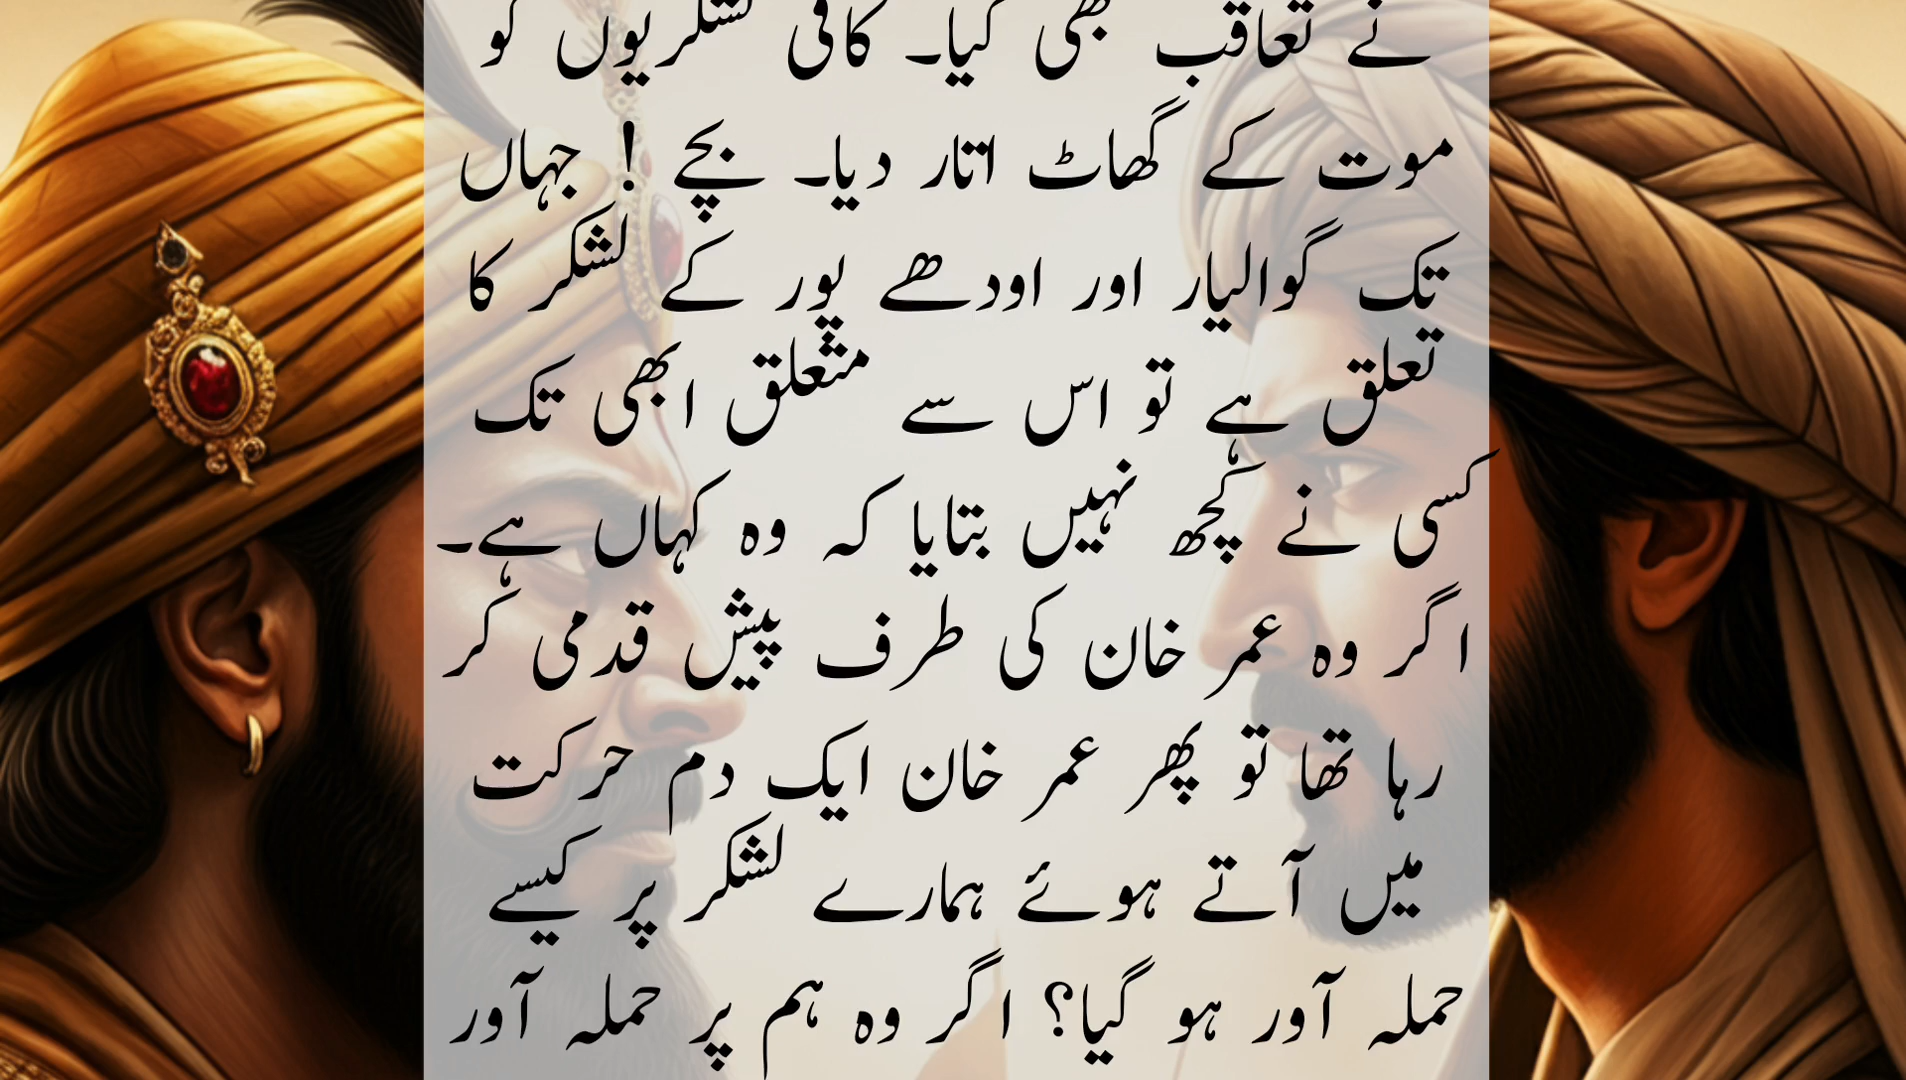 نے تعاقب بھی کیا۔ کافی لشکریوں کو
موت کے گھاٹ اتار دیا۔ بچے ! جہاں
تک گوالیار اور اودھے پور کے لشکر کا
تعلق ہے تو اس سے متعلق ابھی تک
کسی نے کچھ نہیں بتایا کہ وہ کہاں ہے۔
اگر وہ عمر خان کی طرف پیش قدمی کر
رہا تھا تو پھر عمر خان ایک دم حرکت
میں آتے ہوئے ہمارے لشکر پر کیسے
حملہ آور ہو گیا؟ اگر وہ ہم پر حملہ آور